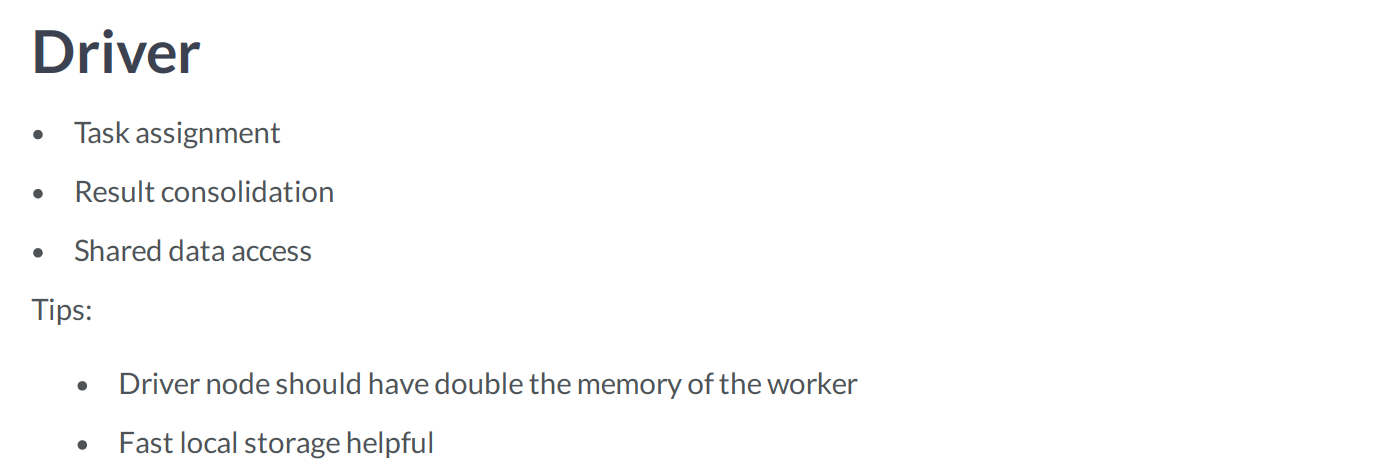 Driver
• Task assignment
• Result consolidation
• Shared data access
Tips:
• Driver node should have double the memory of the worker
• Fast local storage helpful